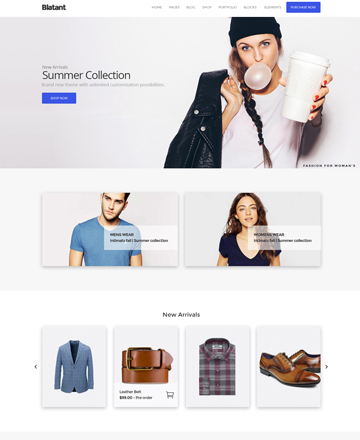 Blatant
HOME PAGES BLOG SHOP PORTFOLIO BLOCKS ELEMENTS PURCHASE NOW
New Arrivals
Summer Collection
Brand new theme with unlimited customization possibilities.
SHOP NOW
FASHION FOR WOMAN'S
MENS WEAR
Intimats fall | Summer collection
WOMENS WEAR
Intimats fall | Summer collection
New Arrivals
Leather Belt
$99.00 - Pre order